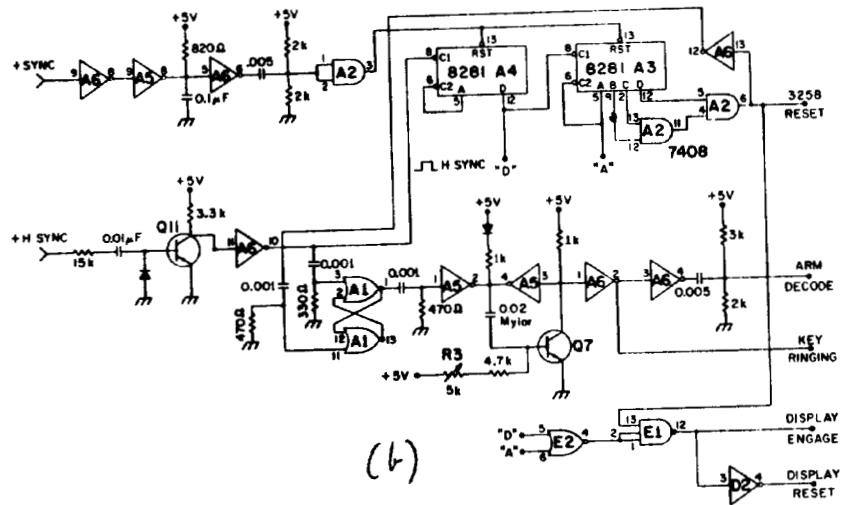 +5V
+5V
+ SYNC
820Ω
.005
2k
9 A6 8
9 A5 8
5 A6 6
0.1μF
2k
1
2
A2
3
13
RST
8 C1
8281 A4
6 C2
A D
5 12
"D"
13
RST
8 C1
8281 A3
6 C2
A B C D
5 9 2 12
"A"
13
12
A2
11
7408
5
4
A2
6
12 A6 13
3258
RESET
H SYNC
+5V
3.3k
Q11
+ H SYNC
0.01μF
15k
11 A6 10
0.001
0.001
470Ω
330Ω
3
2
A1
1
12
11
A1
13
0.001
470Ω
1 A5 2
+5V
1k
4 A5 3
0.02
Mylor
+5V
1k
Q7
R3
+5V
5k
4.7k
1 A6 2
3 A6 4
0.005
+5V
3k
2k
ARM
DECODE
KEY
RINGING
"D"
"A"
5
6
E2
4
13
2
1
E1
12
DISPLAY
ENGAGE
3 D2 4
DISPLAY
RESET
(b)